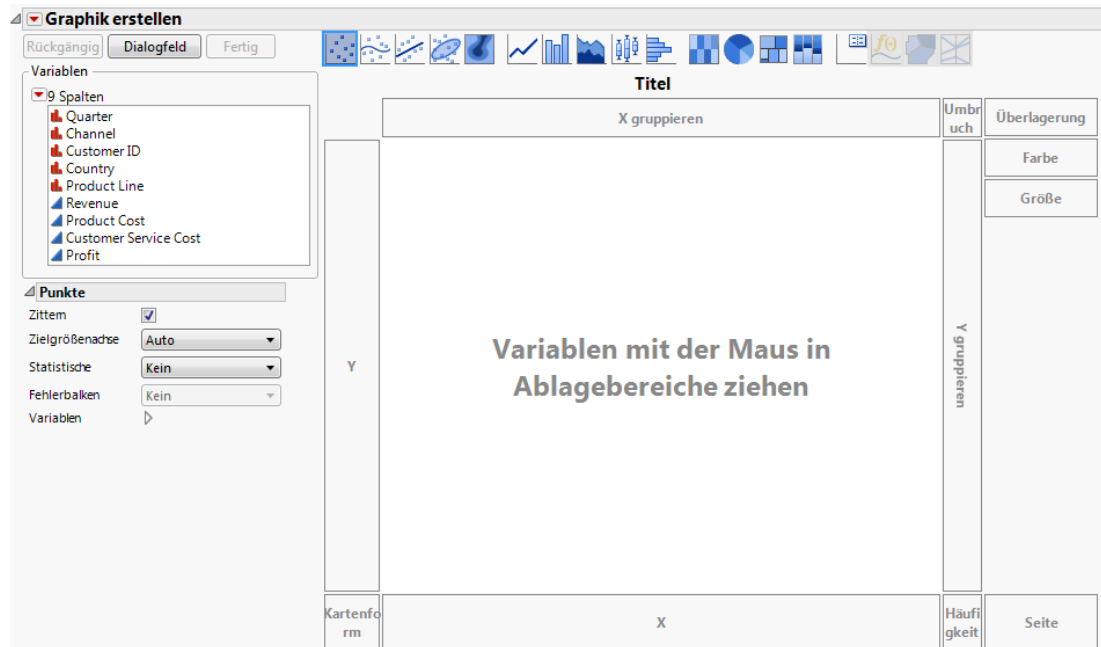 Graphik erstellen
Rückgängig Dialogfeld Fertig
Variablen
9 Spalten
Quarter
Channel
Customer ID
Country
Product Line
Revenue
Product Cost
Customer Service Cost
Profit
Punkte
Zittern
Zielgrößenachse Auto
Statistische Kein
Fehlerbalken Kein
Variablen
Titel
X gruppieren
Umbr
uch
Überlagerung
Farbe
Größe
Y
Variablen mit der Maus in
Ablagebereiche ziehen
Y gruppieren
Kartenfo
rm
X
Häufi
gkeit
Seite